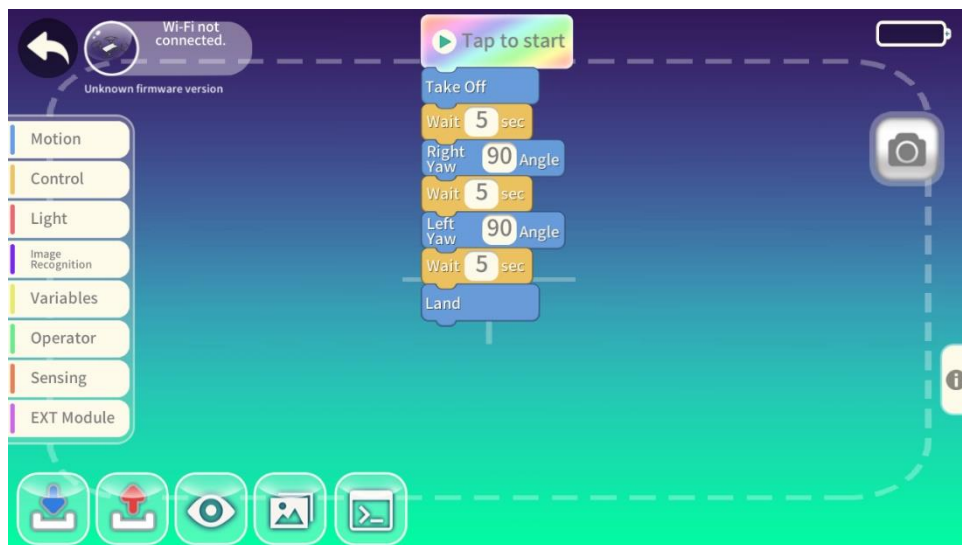 Wi-Fi not
connected.
Unknown firmware version
Tap to start
Take Off
Wait 5 sec
Right
Yaw 90 Angle
Wait 5 sec
Left
Yaw 90 Angle
Wait 5 sec
Land
Motion
Control
Light
Image
Recognition
Variables
Operator
Sensing
EXT Module